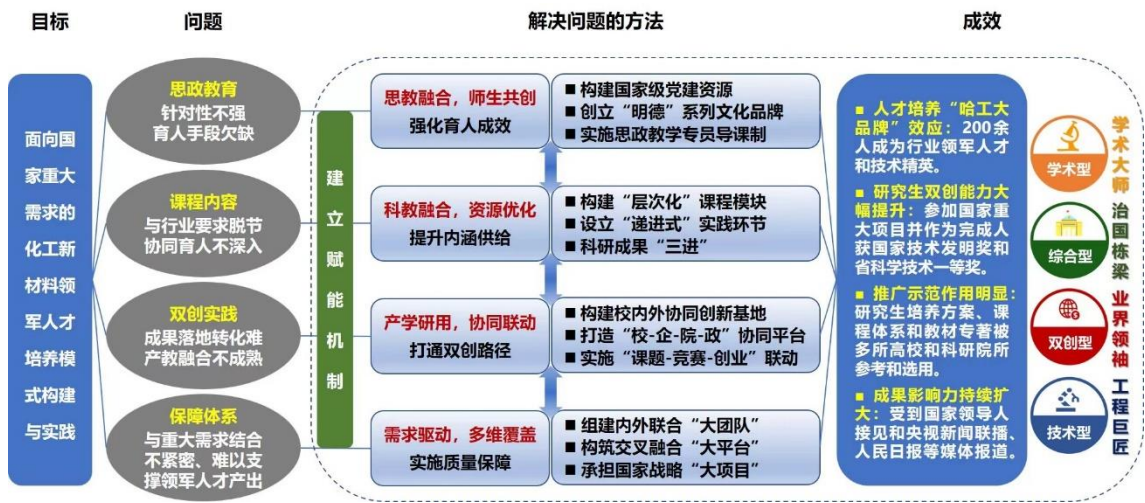 目标
问题
解决问题的方法
成效
面向国
家重大
需求的
化工新
材料领
军人才
培养模
式构建
与实践
思政教育
针对性不强
育人手段欠缺
课程内容
与行业要求脱节
协同育人不深入
双创实践
成果落地转化难
产教融合不成熟
保障体系
与重大需求结合
不紧密、难以支
撑领军人才产出
建
立
赋
能
机
制
思教融合，师生共创
强化育人成效
■ 构建国家级党建资源
■ 创立“明德”系列文化品牌
■ 实施思政教学专员导课制
科教融合，资源优化
提升内涵供给
■ 构建“层次化”课程模块
■ 设立“递进式”实践环节
■ 科研成果“三进”
产学研用，协同联动
打通双创路径
■ 构建校内外协同创新基地
■ 打造“校-企-院-政”协同平台
■ 实施“课题-竞赛-创业”联动
需求驱动，多维覆盖
实施质量保障
■ 组建内外联合“大团队”
■ 构筑交叉融合“大平台”
■ 承担国家战略“大项目”
■ 人才培养“哈工大
品牌”效应：200余
人成为行业领军人才
和技术精英。
■ 研究生双创能力大
幅提升：参加国家重
大项目并作为完成人
获国家技术发明奖和
省科学技术一等奖。
■ 推广示范作用明显：
研究生培养方案、课
程体系和教材专著被
多所高校和科研院所
参考和选用。
■ 成果影响力持续扩
大：受到国家领导人
接见和央视新闻联播、
人民日报等媒体报道。
学术型
综合型
双创型
技术型
学术大师
治国栋梁
业界领袖
工程巨匠